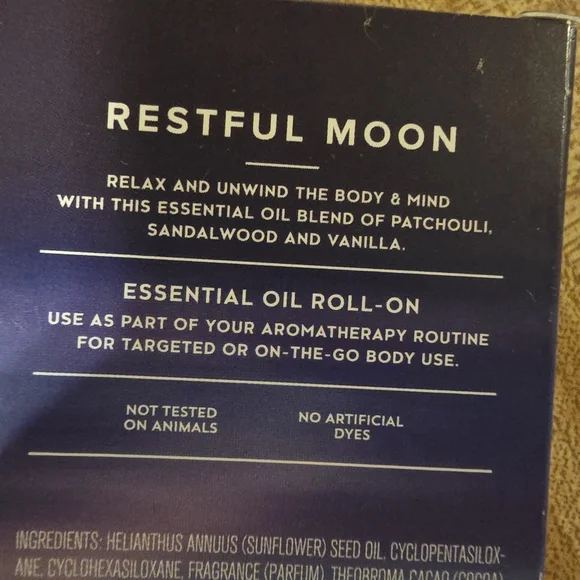 RESTFUL MOON
RELAX AND UNWIND THE BODY & MIND
WITH THIS ESSENTIAL OIL BLEND OF PATCHOULI,
SANDALWOOD AND VANILLA.
ESSENTIAL OIL ROLL-ON
USE AS PART OF YOUR AROMATHERAPY ROUTINE
FOR TARGETED OR ON-THE-GO BODY USE.
NOT TESTED
ON ANIMALS
NO ARTIFICIAL
DYES
INGREDIENTS: HELIANTHUS ANNUUS (SUNFLOWER) SEED OIL, CYCLOPENTASILOX-
ANE, CYCLOHEXASILOXANE, FRAGRANCE (PARFUM), THEOBROMA CACAO